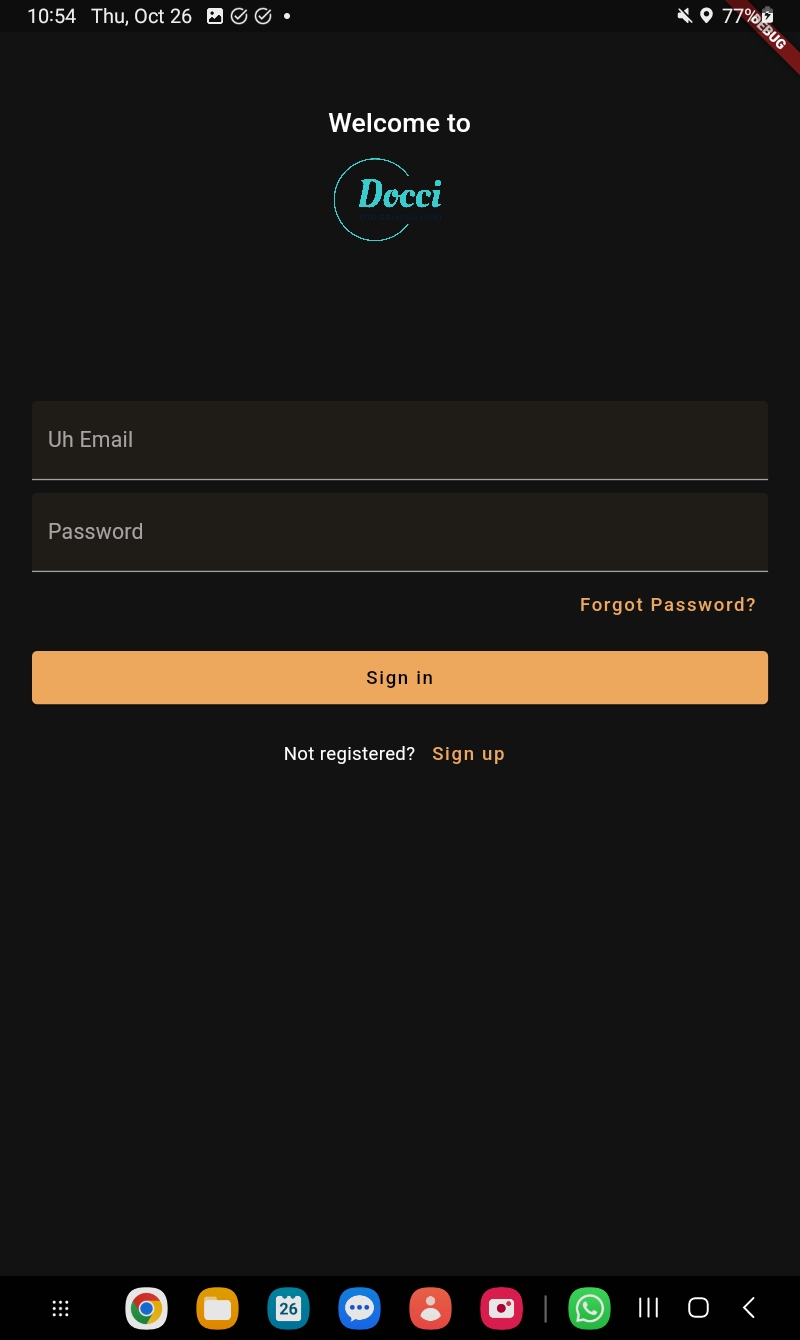 10:54 Thu, Oct 26
77%
DEBUG
Welcome to
Docci
Uh Email
Password
Forgot Password?
Sign in
Not registered? Sign up
26